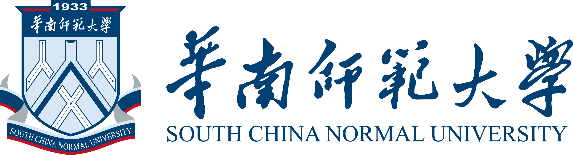 1933
華南師範大學
SOUTH CHINA NORMAL UNIVERSITY
華南師範大學
SOUTH CHINA NORMAL UNIVERSITY